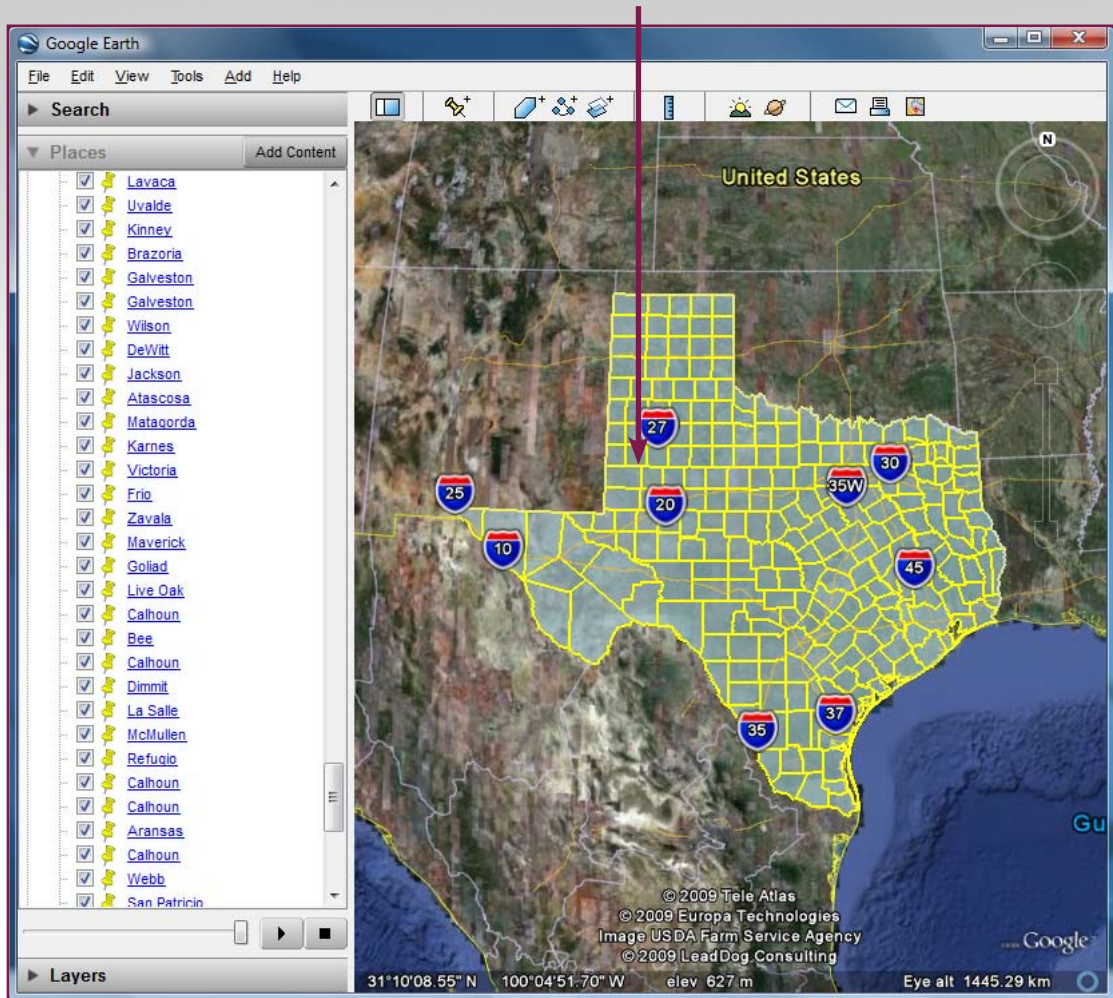 Google Earth
File Edit View Tools Add Help
Search
Places Add Content
Lavaca
Uvalde
Kinney
Brazoria
Galveston
Galveston
Wilson
DeWitt
Jackson
Atascosa
Matagorda
Karnes
Victoria
Frio
Zavala
Maverick
Goliad
Live Oak
Calhoun
Bee
Calhoun
Dimmit
La Salle
McMullen
Refugio
Calhoun
Calhoun
Aransas
Calhoun
Webb
San Patricio
Layers
N
United States
27
30
35W
25
20
10
45
37
35
Gu
© 2009 Tele Atlas
© 2009 Europa Technologies
Image USDA Farm Service Agency
© 2009 LeadDog Consulting
Google
31°10'08.55" N 100°04'51.70" W elev 627 m Eye alt 1445.29 km